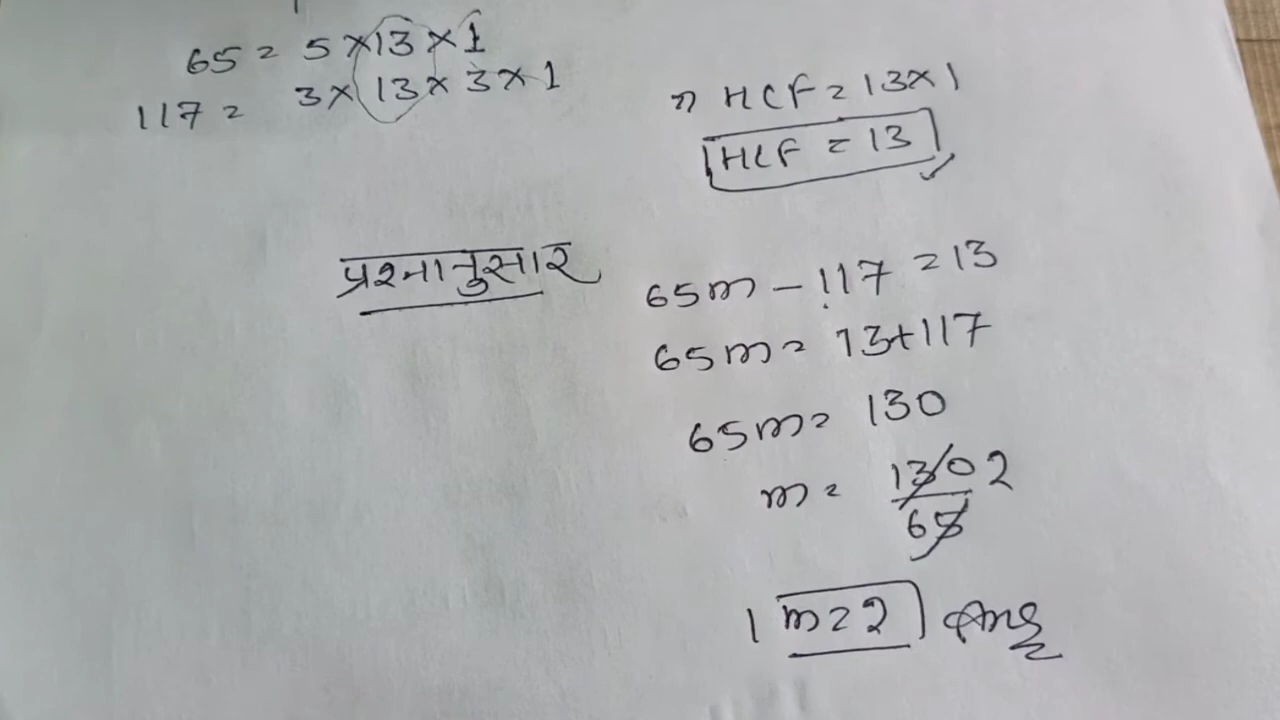 65 = 5×13×1
117 = 3×13×3×1
HCF = 13×1
HCF = 13
प्रश्नानुसार
65m - 117 = 13
65m = 13+117
65m = 130
m = 130/65 2
m = 2 Ans